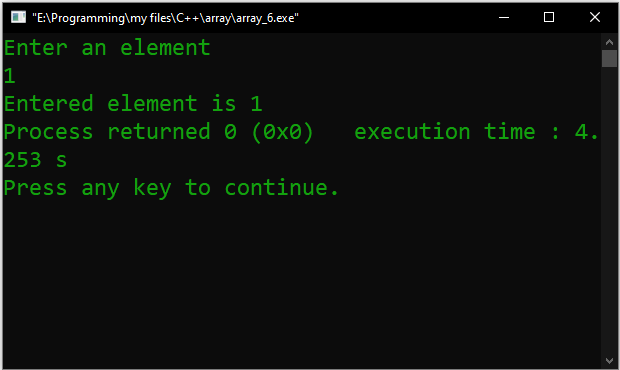 "E:\Programming\my files\C++\array\array_6.exe"
Enter an element
1
Entered element is 1
Process returned 0 (0x0)   execution time : 4.
253 s
Press any key to continue.